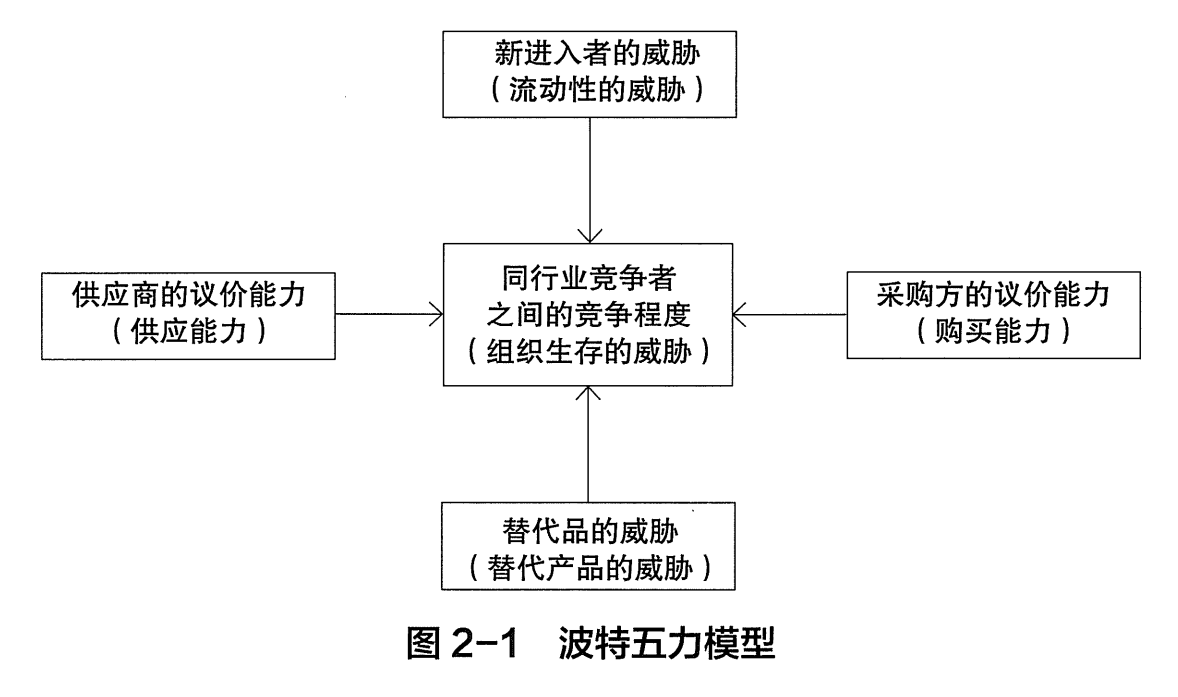 新进入者的威胁
（流动性的威胁）
供应商的议价能力
（供应能力）
同行业竞争者
之间的竞争程度
（组织生存的威胁）
采购方的议价能力
（购买能力）
替代品的威胁
（替代产品的威胁）
图 2-1 波特五力模型